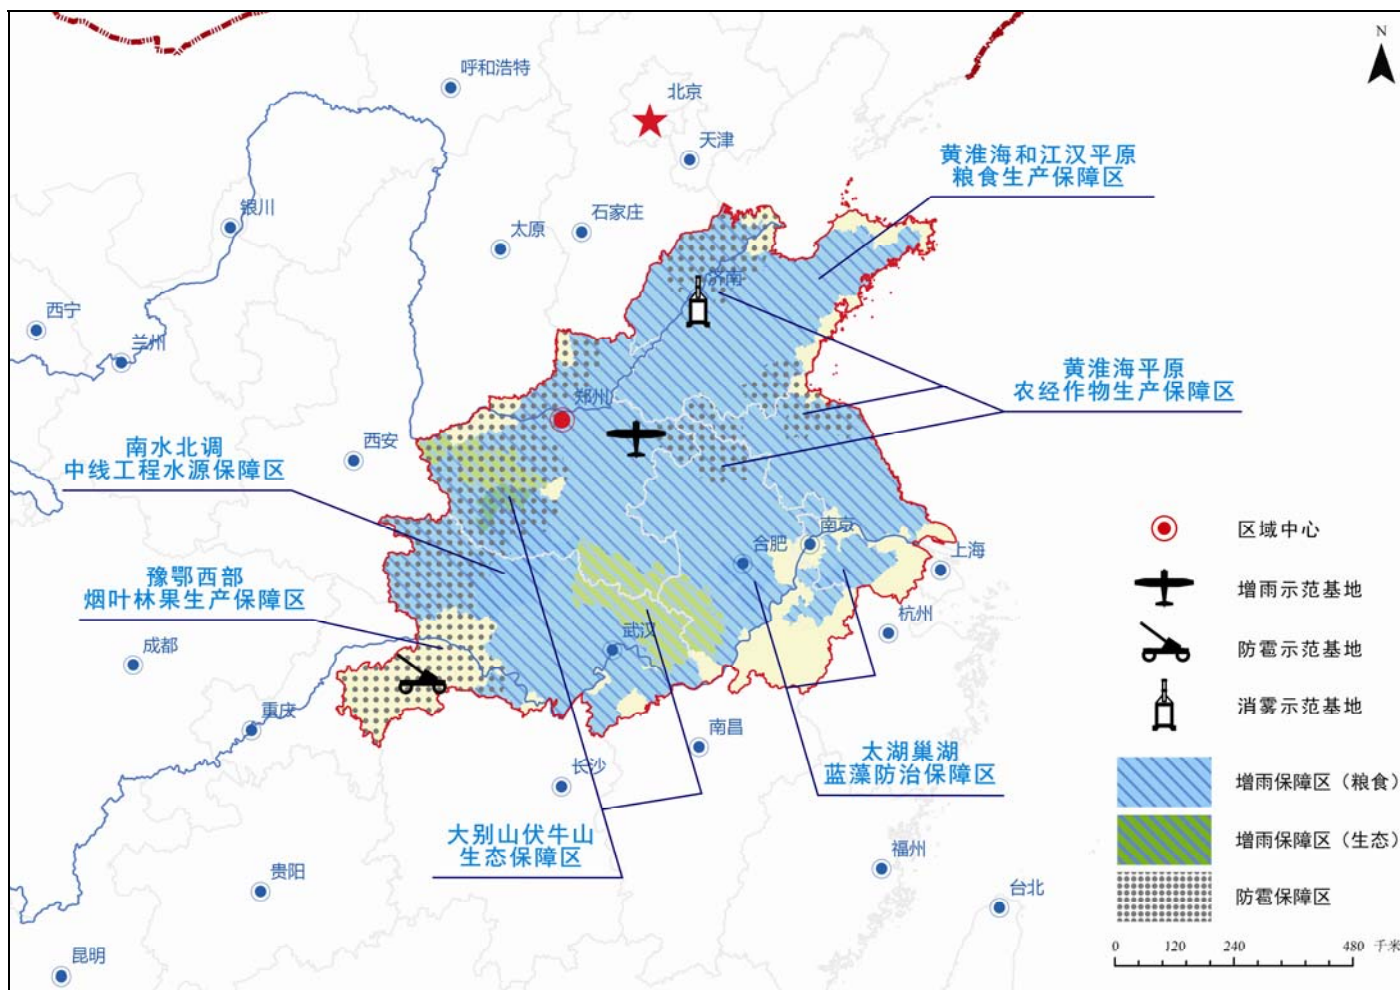 N
呼和浩特
北京
天津
黄淮海和江汉平原
粮食生产保障区
银川
太原
石家庄
济南
西宁
兰州
黄淮海平原
农经作物生产保障区
郑州
南水北调
中线工程水源保障区
西安
南京
合肥
上海
区域中心
豫鄂西部
烟叶林果生产保障区
增雨示范基地
杭州
武汉
成都
防雹示范基地
重庆
南昌
消雾示范基地
太湖巢湖
蓝藻防治保障区
长沙
增雨保障区（粮食）
大别山伏牛山
生态保障区
增雨保障区（生态）
福州
贵阳
台北
防雹保障区
昆明
0 120 240 480 千米